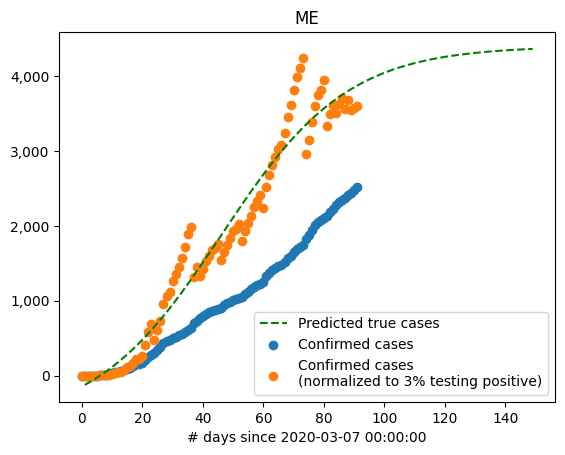 ME
4,000
3,000
2,000
1,000
0
Predicted true cases
Confirmed cases
Confirmed cases
(normalized to 3% testing positive)
0 20 40 60 80 100 120 140
# days since 2020-03-07 00:00:00